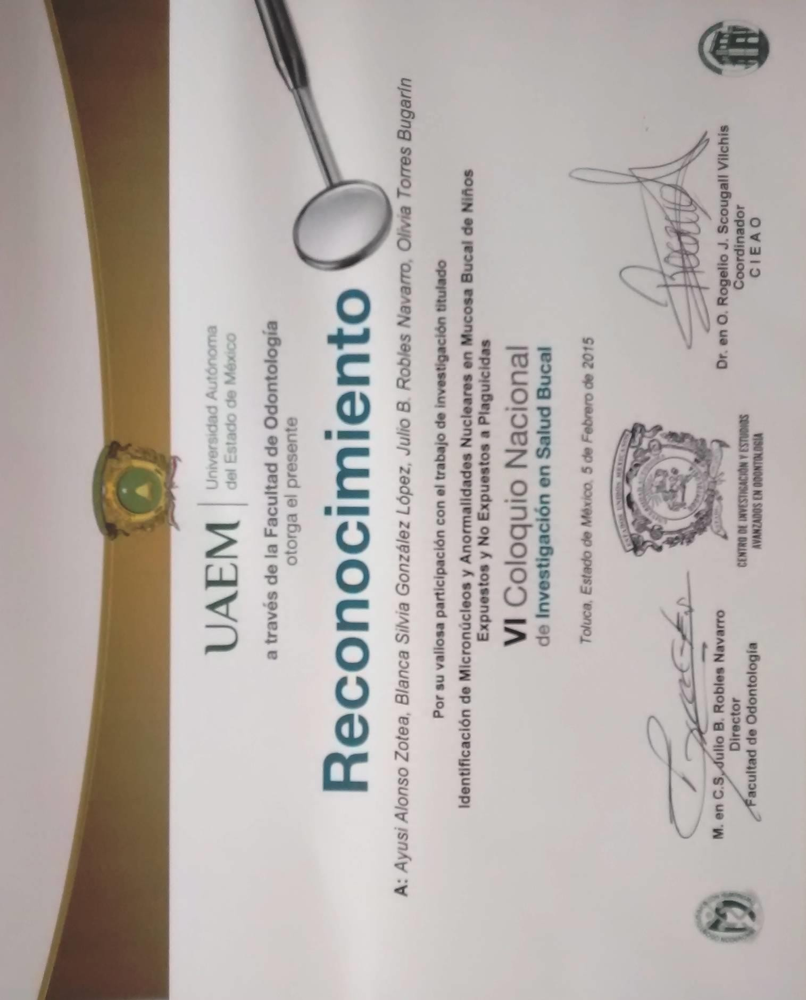 UAEM
Universidad Autónoma
del Estado de México
a través de la Facultad de Odontología
otorga el presente
Reconocimiento
A: Ayusi Alonso Zotea, Blanca Silvia González López, Julio B. Robles Navarro, Olivia Torres Bugarín
Por su valiosa participación con el trabajo de investigación titulado
Identificación de Micronúcleos y Anormalidades Nucleares en Mucosa Bucal de Niños
Expuestos y No Expuestos a Plaguicidas
VI Coloquio Nacional
de Investigación en Salud Bucal
Toluca, Estado de México, 5 de Febrero de 2015
M. en C.S. Julio B. Robles Navarro
Director
Facultad de Odontología
ESTADOS UNIDOS MEXICANOS
CENTRO DE INVESTIGACIÓN Y ESTUDIOS
AVANZADOS EN ODONTOLOGÍA
Dr. en O. Rogelio J. Scougall Vilchis
Coordinador
C I E A O